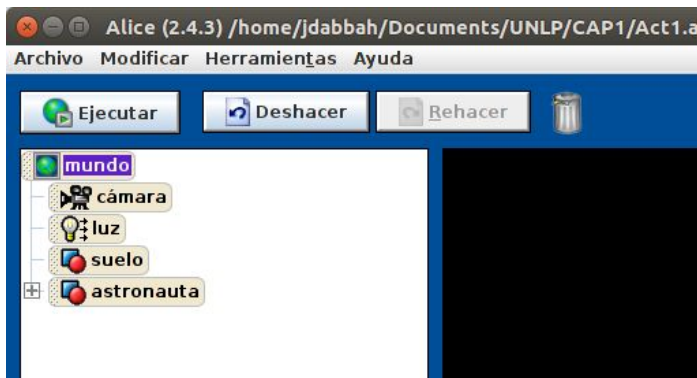 Alice (2.4.3) /home/jdabbah/Documents/UNLP/CAP1/Act1.a
Archivo Modificar Herramientas Ayuda
Ejecutar Deshacer Rehacer
mundo
cámara
luz
suelo
astronauta